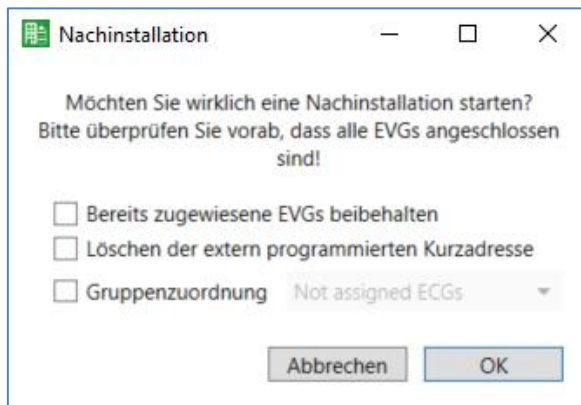 Nachinstallation
Möchten Sie wirklich eine Nachinstallation starten?
Bitte überprüfen Sie vorab, dass alle EVGs angeschlossen
sind!
Bereits zugewiesene EVGs beibehalten
Löschen der extern programmierten Kurzadresse
Gruppenzuordnung Not assigned ECGs
Abbrechen OK